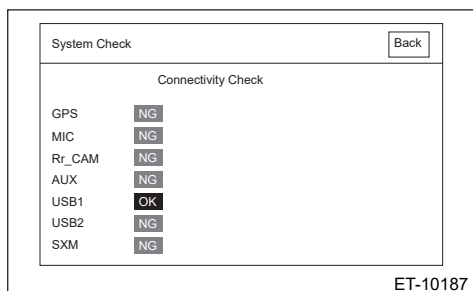 System Check Back
Connectivity Check
GPS NG
MIC NG
Rr_CAM NG
AUX NG
USB1 OK
USB2 NG
SXM NG
ET-10187